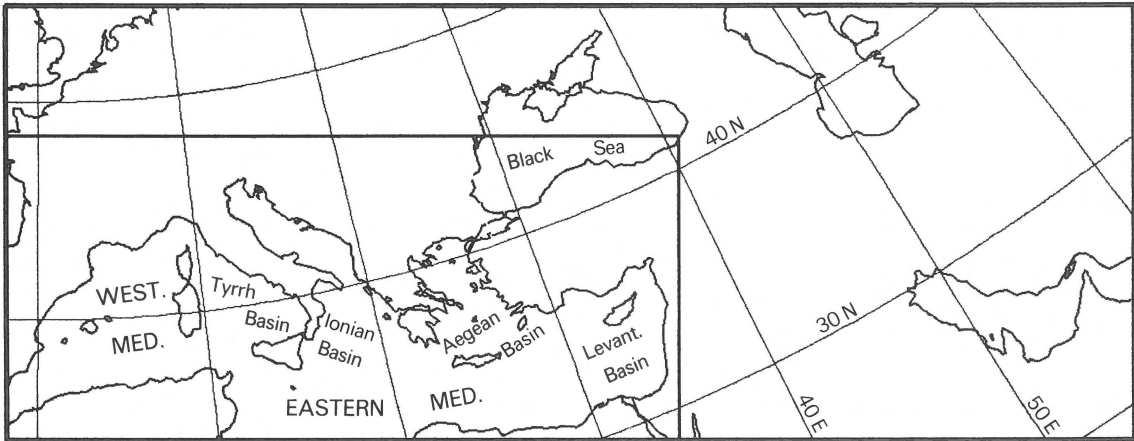 40 N
Black Sea
WEST.
MED.
Tyrrh
Basin
Ionian
Basin
Aegean
Basin
Levant.
Basin
30 N
EASTERN MED.
40 E
50 E